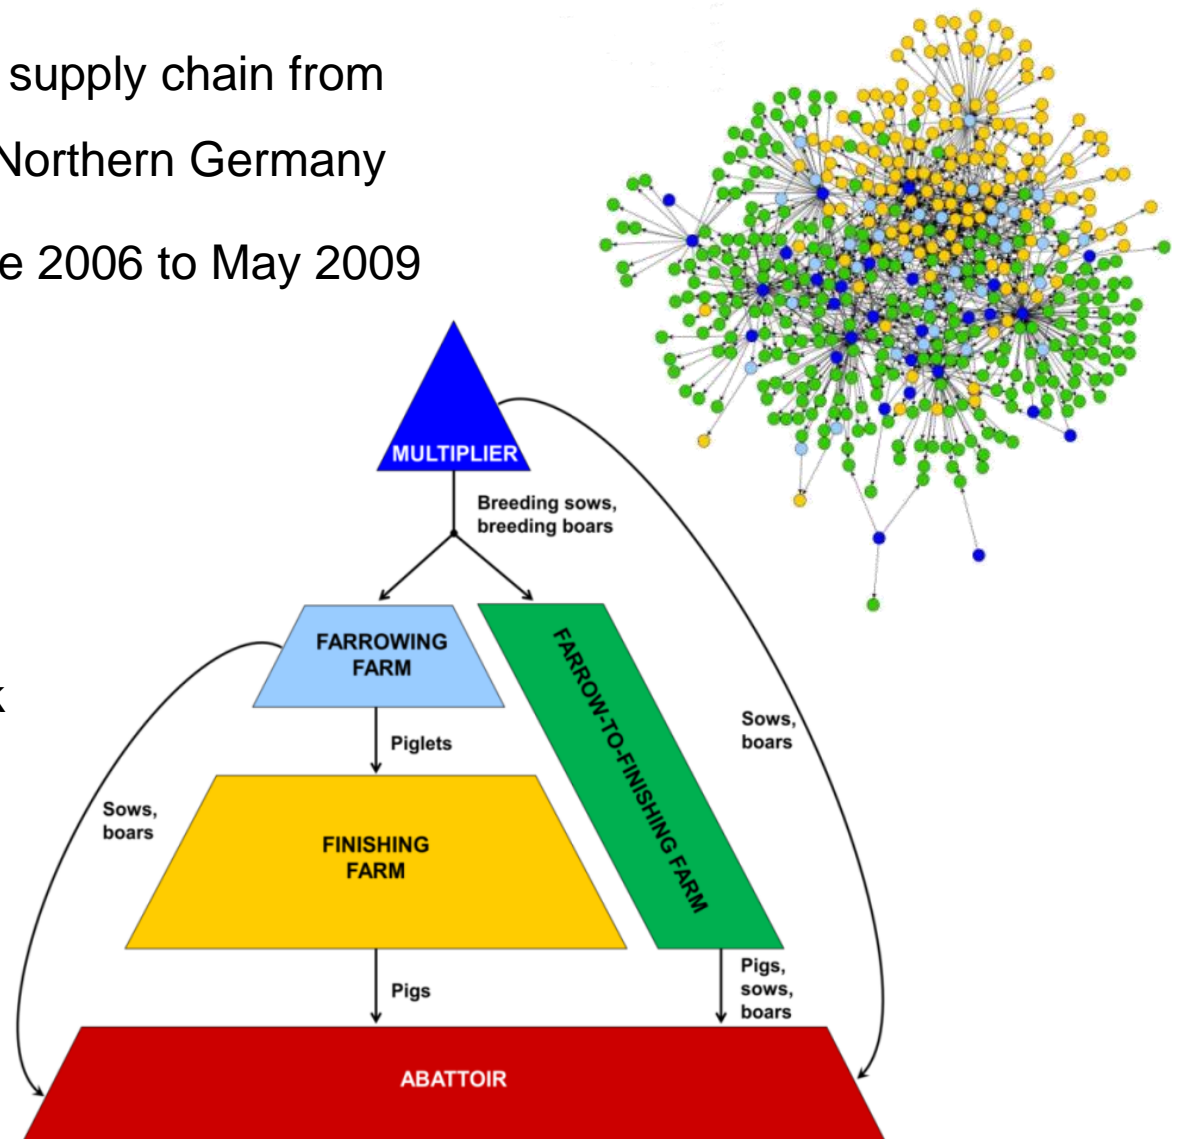 supply chain from
Northern Germany
e 2006 to May 2009
MULTIPLIER
Breeding sows,
breeding boars
FARROWING
FARM
FARROW-TO-FINISHING FARM
Piglets
Sows,
boars
Sows,
boars
FINISHING
FARM
Pigs
Pigs,
sows,
boars
ABATTOIR